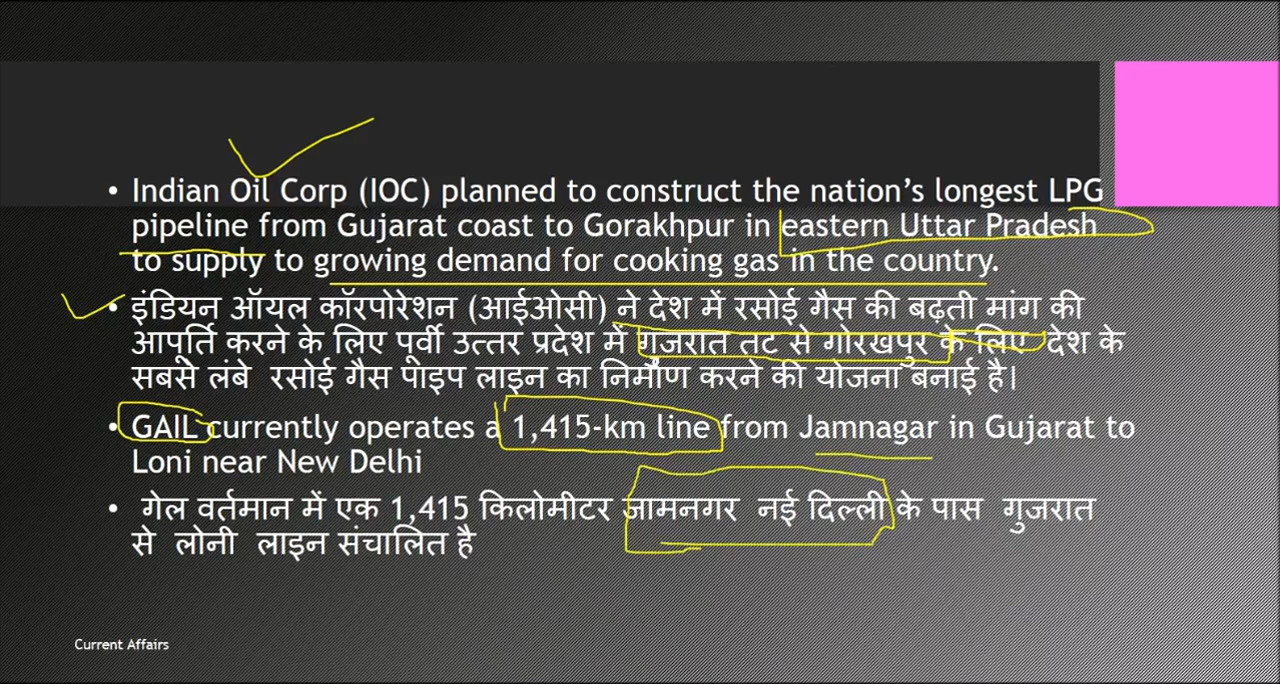 • Indian Oil Corp (IOC) planned to construct the nation's longest LPG
pipeline from Gujarat coast to Gorakhpur in eastern Uttar Pradesh
to supply to growing demand for cooking gas in the country.
• इंडियन ऑयल कॉरपोरेशन (आईओसी) ने देश में रसोई गैस की बढ़ती मांग की
आपूर्ति करने के लिए पूर्वी उत्तर प्रदेश में गुजरात तट से गोरखपुर के लिए देश के
सबसे लंबे रसोई गैस पाइप लाइन का निर्माण करने की योजना बनाई है।
• GAIL currently operates a 1,415-km line from Jamnagar in Gujarat to
Loni near New Delhi
• गेल वर्तमान में एक 1,415 किलोमीटर जामनगर नई दिल्ली के पास गुजरात
से लोनी लाइन संचालित है
Current Affairs